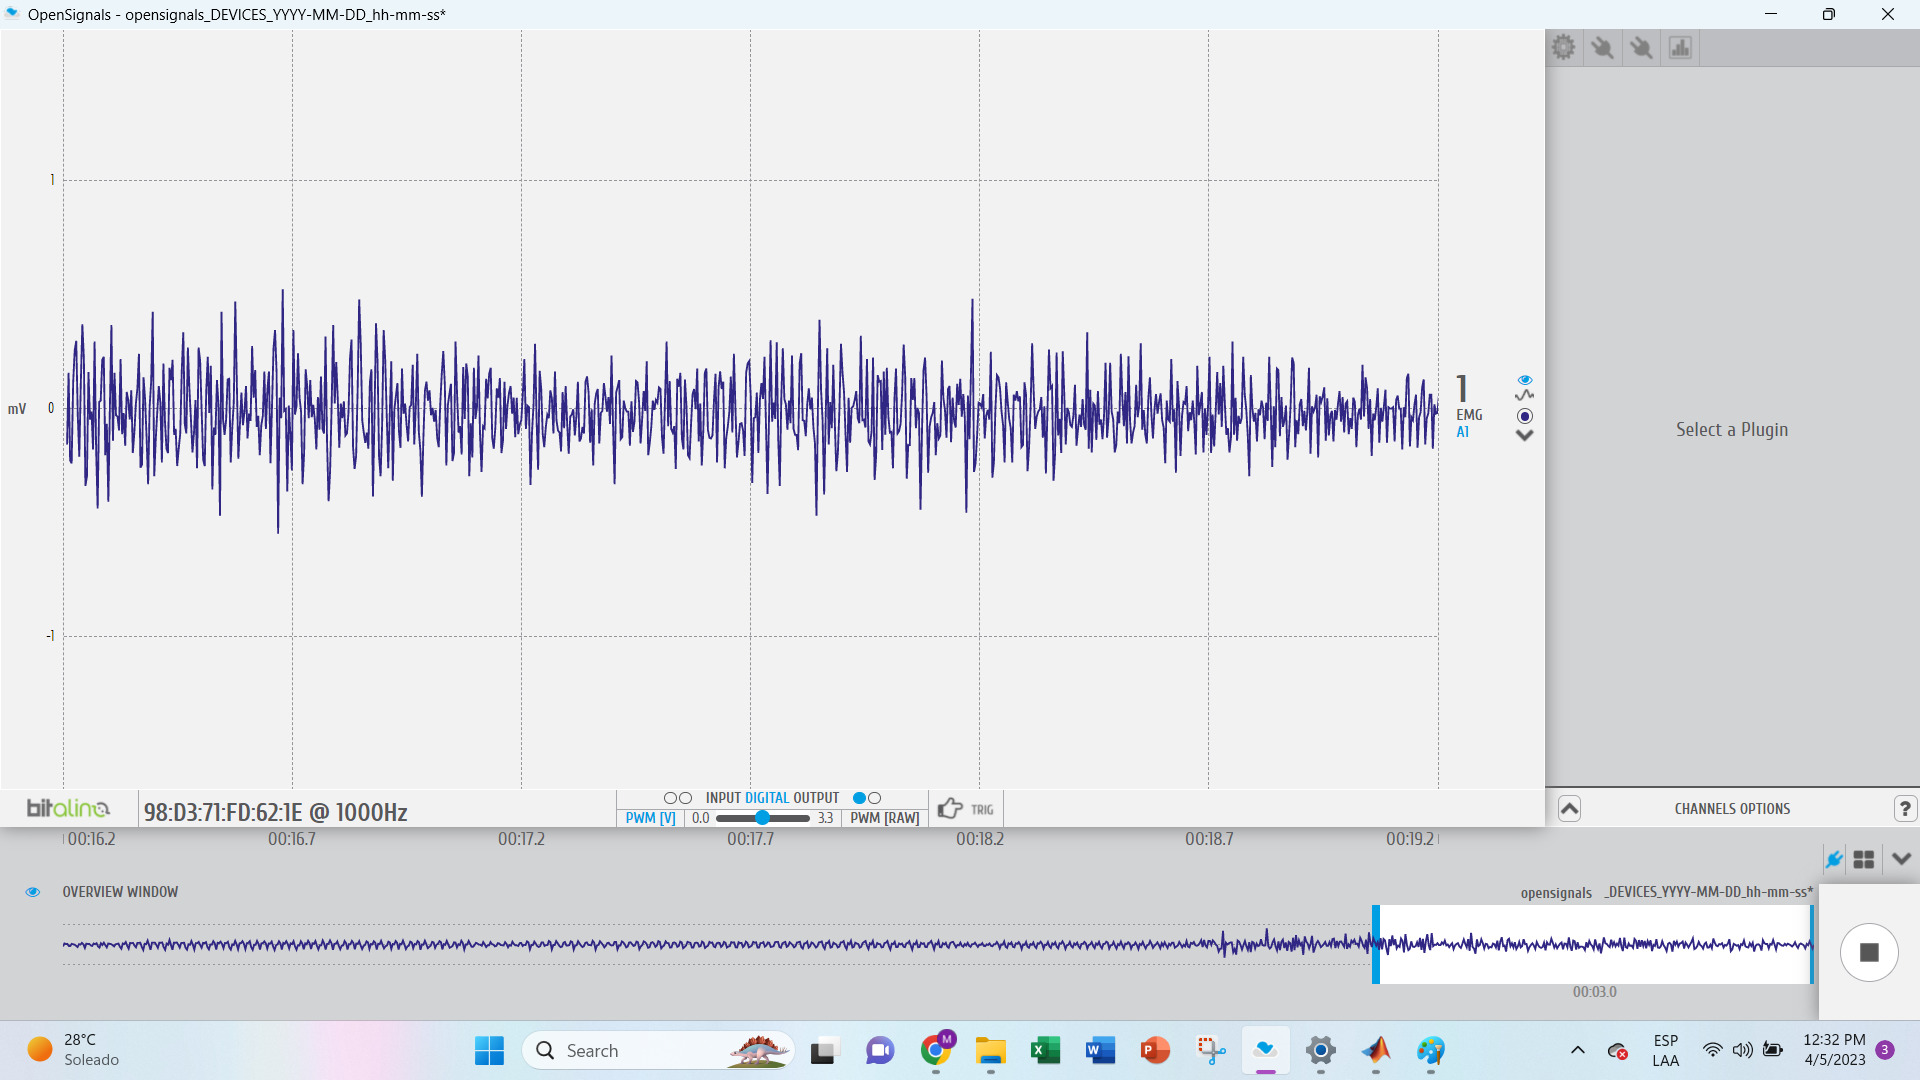 OpenSignals - opensignals_DEVICES_YYYY-MM-DD_hh-mm-ss*
1
mV
0
-1
1
EMG
A1
Select a Plugin
bitalino
98:D3:71:FD:62:1E @ 1000Hz
INPUT DIGITAL OUTPUT
PWM [V] 0.0 3.3 PWM [RAW]
TRIG
CHANNELS OPTIONS
?
00:16.2 00:16.7 00:17.2 00:17.7 00:18.2 00:18.7 00:19.2
OVERVIEW WINDOW
opensignals _DEVICES_YYYY-MM-DD_hh-mm-ss*
00:03.0
28°C
Soleado
Search
M
X
W
P
ESP
LAA
12:32 PM
4/5/2023
3